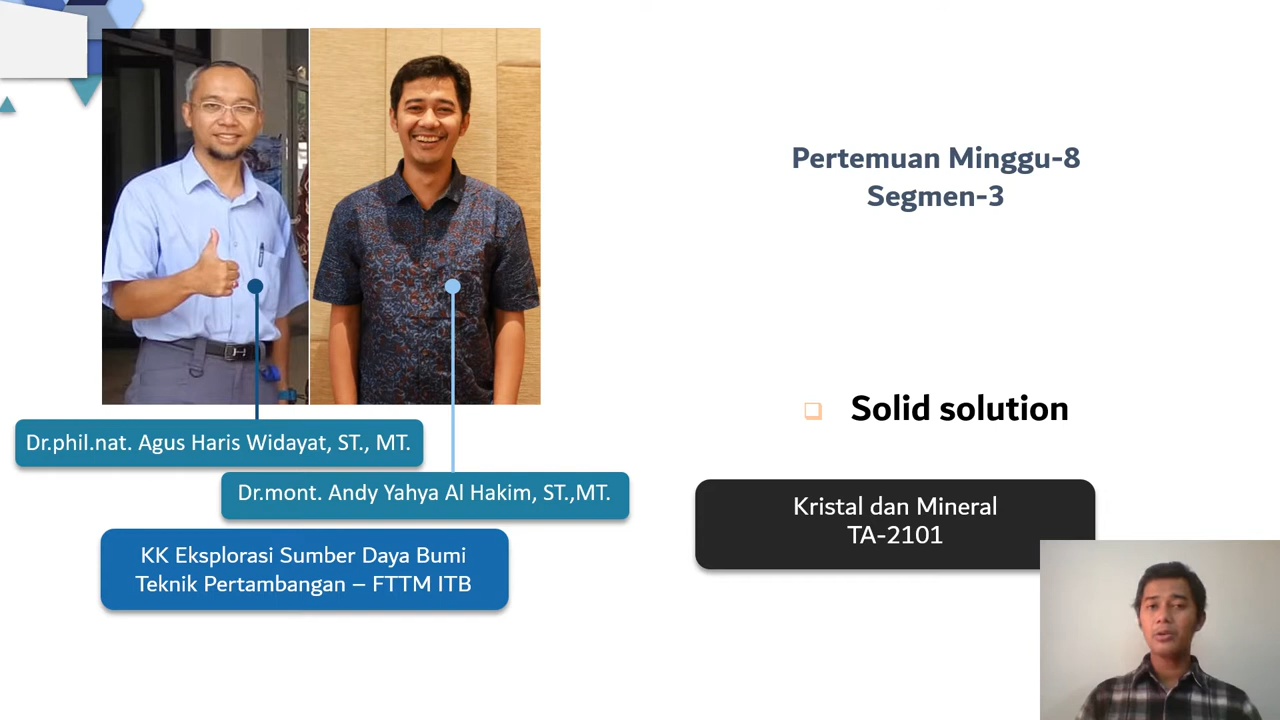 Pertemuan Minggu-8
Segmen-3
Solid solution
Dr.phil.nat. Agus Haris Widayat, ST., MT.
Dr.mont. Andy Yahya Al Hakim, ST.,MT.
KK Eksplorasi Sumber Daya Bumi
Teknik Pertambangan – FTTM ITB
Kristal dan Mineral
TA-2101